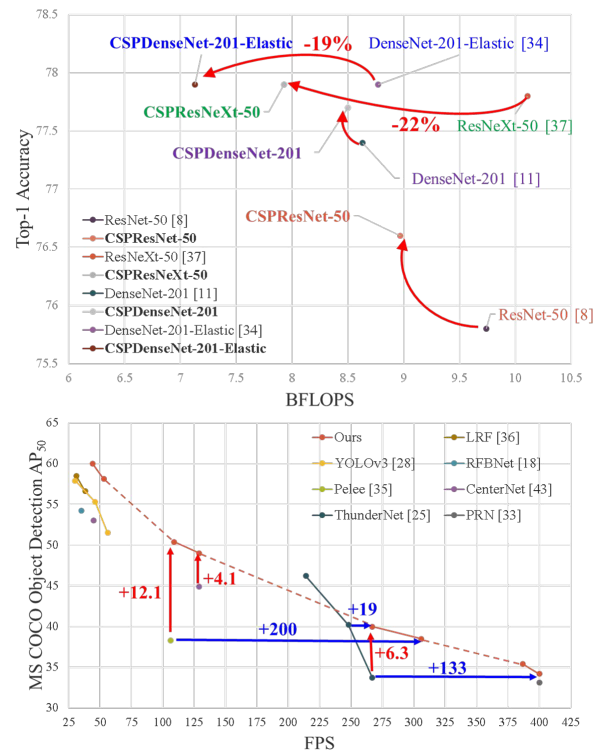 78.5
78
77.5
77
76.5
76
75.5
Top-1 Accuracy
CSPDenseNet-201-Elastic
-19%
DenseNet-201-Elastic [34]
CSPResNeXt-50
-22%
ResNeXt-50 [37]
CSPDenseNet-201
DenseNet-201 [11]
CSPResNet-50
ResNet-50 [8]
ResNet-50 [8]
CSPResNet-50
ResNeXt-50 [37]
CSPResNeXt-50
DenseNet-201 [11]
CSPDenseNet-201
DenseNet-201-Elastic [34]
CSPDenseNet-201-Elastic
6 6.5 7 7.5 8 8.5 9 9.5 10 10.5
BFLOPS
65
60
55
50
45
40
35
30
MS COCO Object Detection AP50
Ours LRF [36]
YOLOv3 [28] RFBNet [18]
Pelee [35] CenterNet [43]
ThunderNet [25] PRN [33]
+12.1
+4.1
+19
+200
+6.3
+133
25 50 75 100 125 150 175 200 225 250 275 300 325 350 375 400 425
FPS